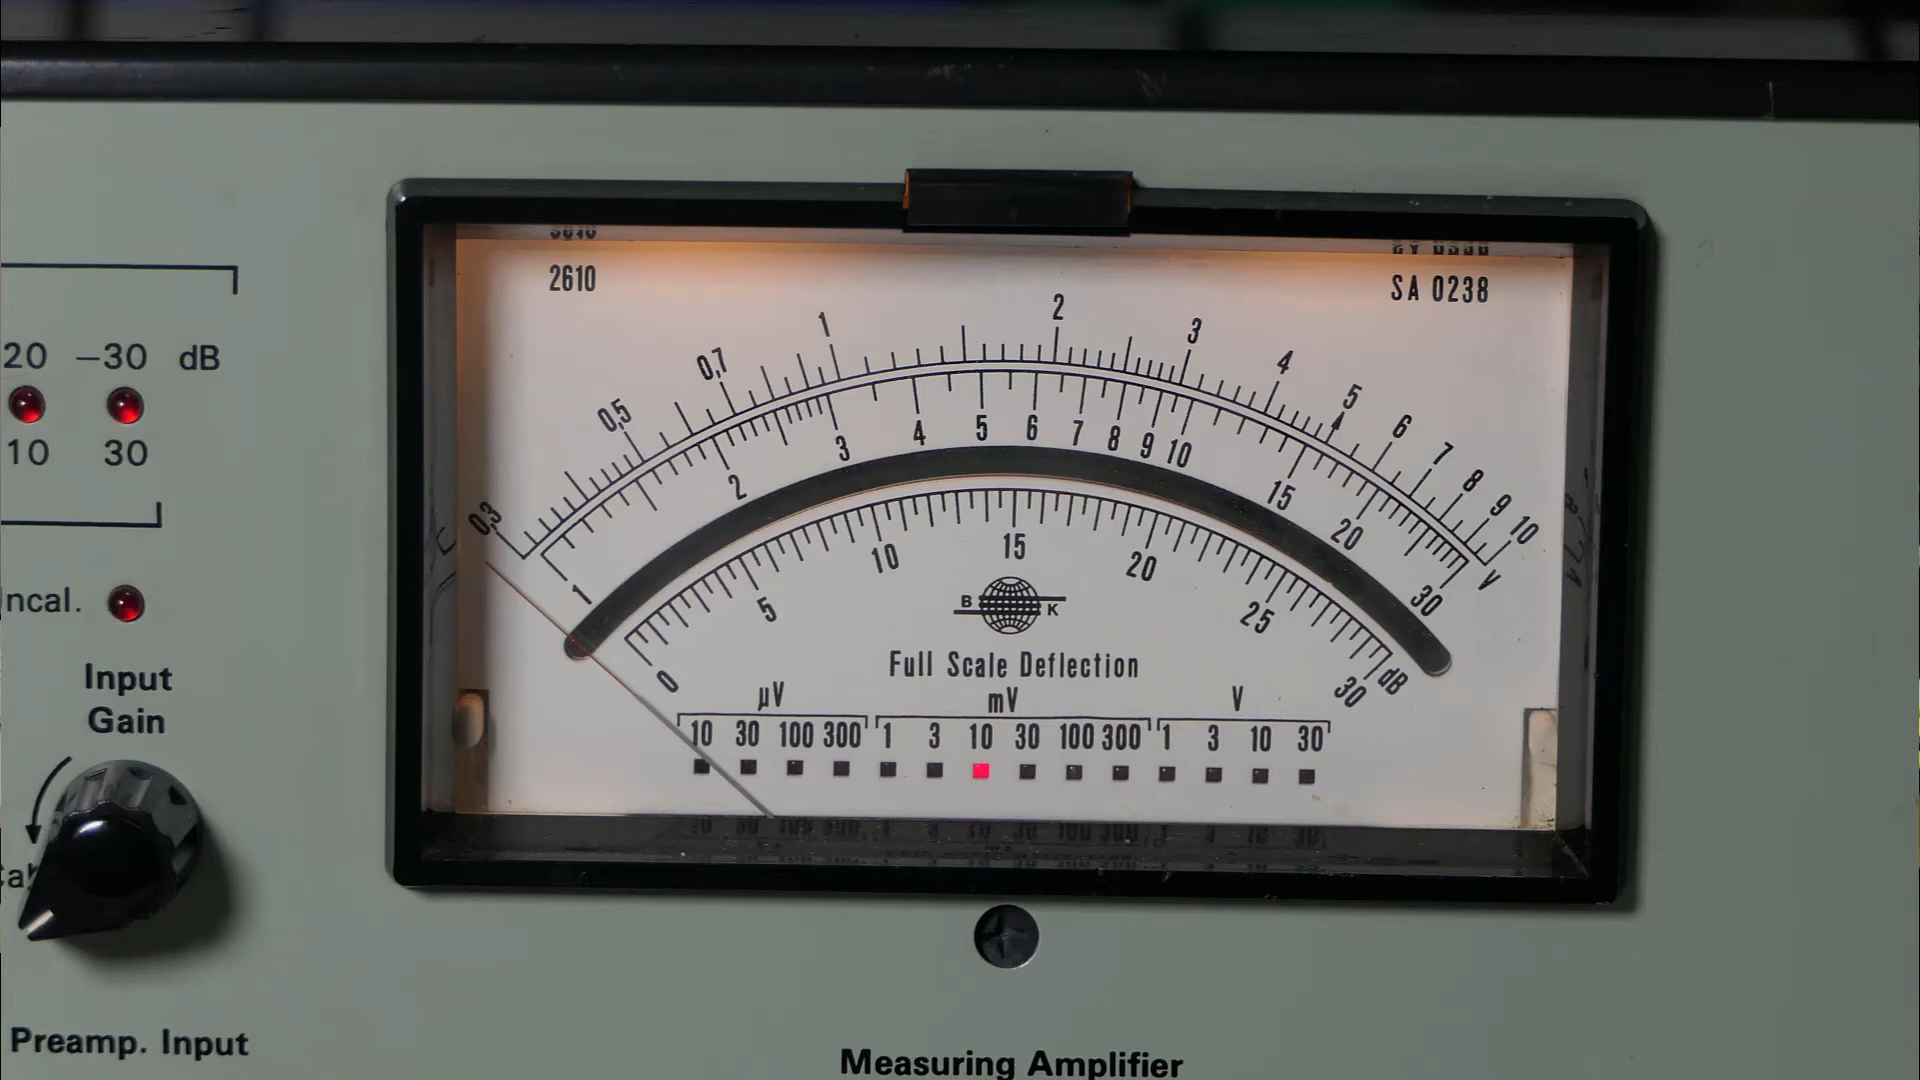 2610
SA 0238
20 −30 dB
10 30
ncal.
Input
Gain
Preamp. Input
0,3 0,5 0,7 1 2 3 4 5 6 7 8 9 10 V
1 2 3 4 5 6 7 8 9 10 15 20 30
0 5 10 15 20 25 30 dB
B K
Full Scale Deflection
µV mV V
10 30 100 300 1 3 10 30 100 300 1 3 10 30
Measuring Amplifier